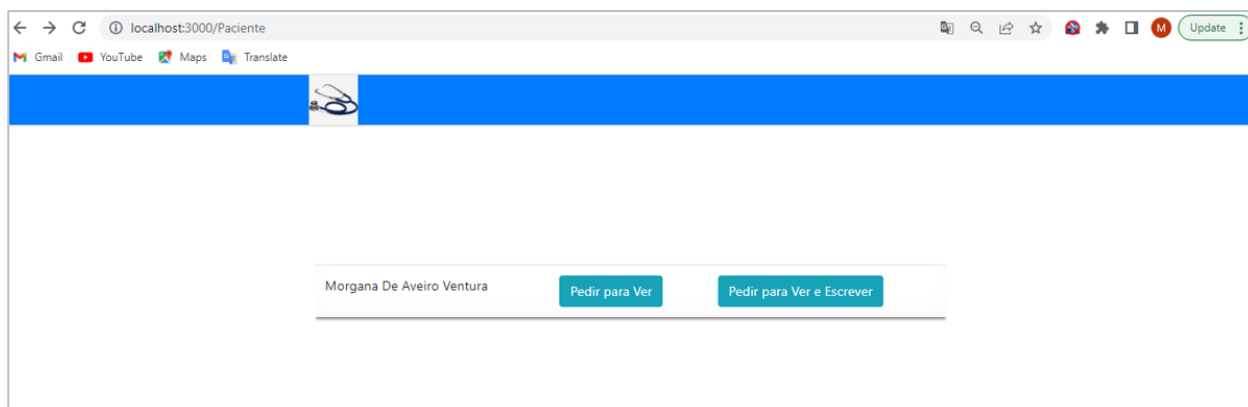 localhost:3000/Paciente
M
Update
Gmail YouTube Maps Translate
Morgana De Aveiro Ventura Pedir para Ver Pedir para Ver e Escrever